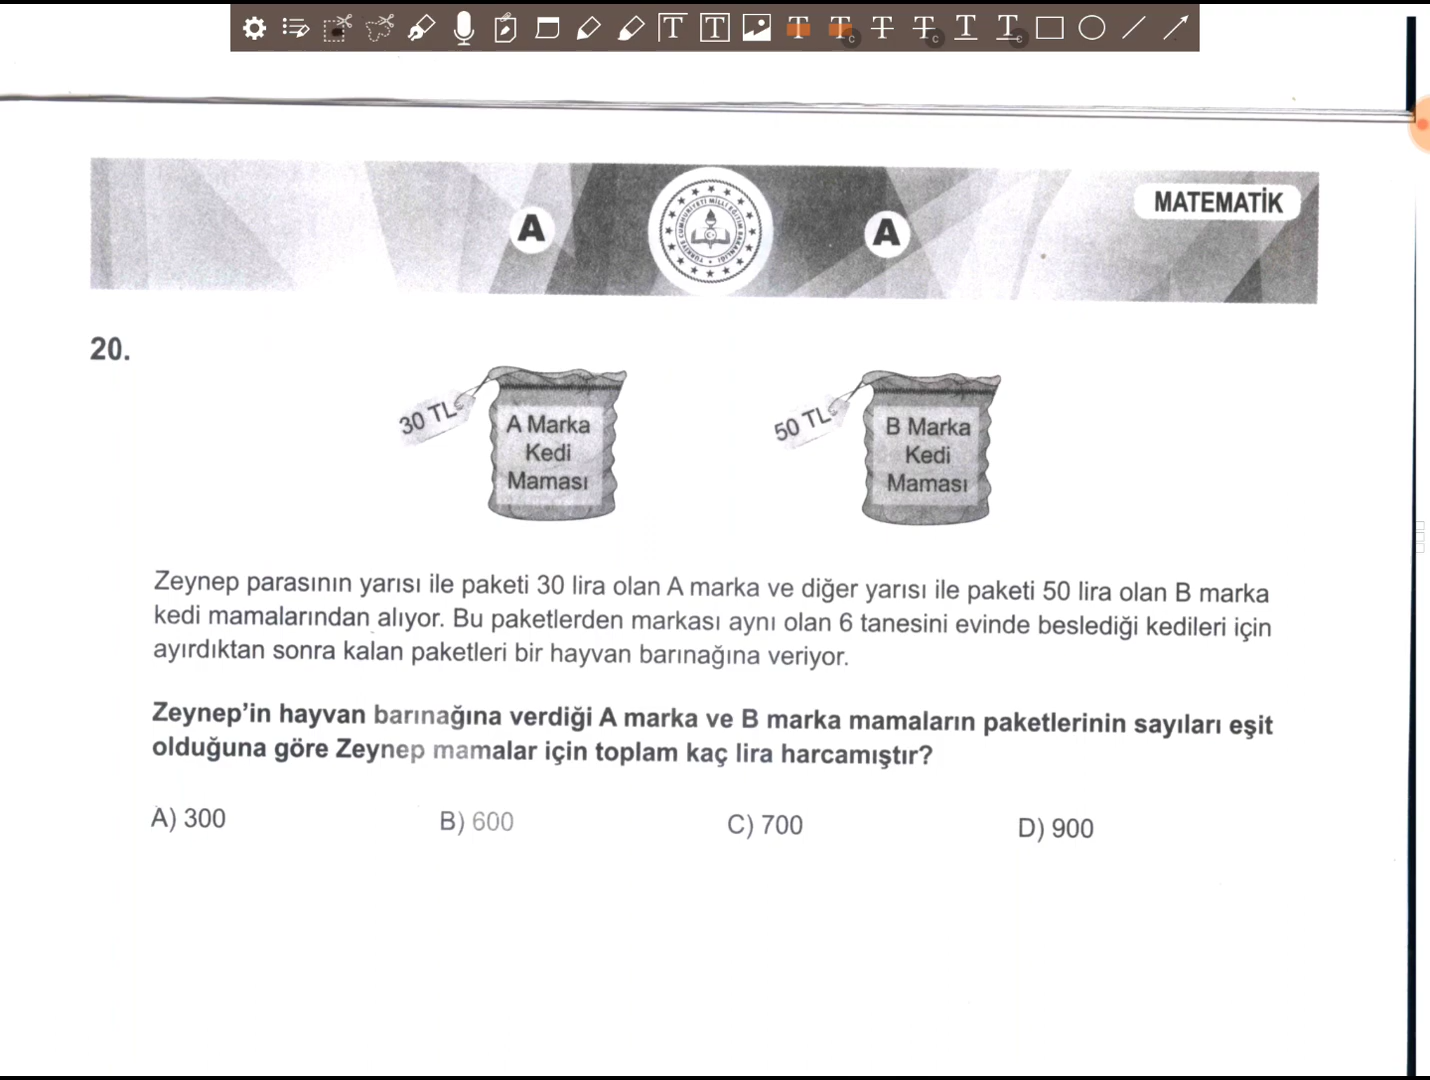 MATEMATİK
A
A
20.
30 TL
A Marka
Kedi
Maması
50 TL
B Marka
Kedi
Maması
Zeynep parasının yarısı ile paketi 30 lira olan A marka ve diğer yarısı ile paketi 50 lira olan B marka
kedi mamalarından alıyor. Bu paketlerden markası aynı olan 6 tanesini evinde beslediği kedileri için
ayırdıktan sonra kalan paketleri bir hayvan barınağına veriyor.
Zeynep'in hayvan barınağına verdiği A marka ve B marka mamaların paketlerinin sayıları eşit
olduğuna göre Zeynep mamalar için toplam kaç lira harcamıştır?
A) 300
B) 600
C) 700
D) 900